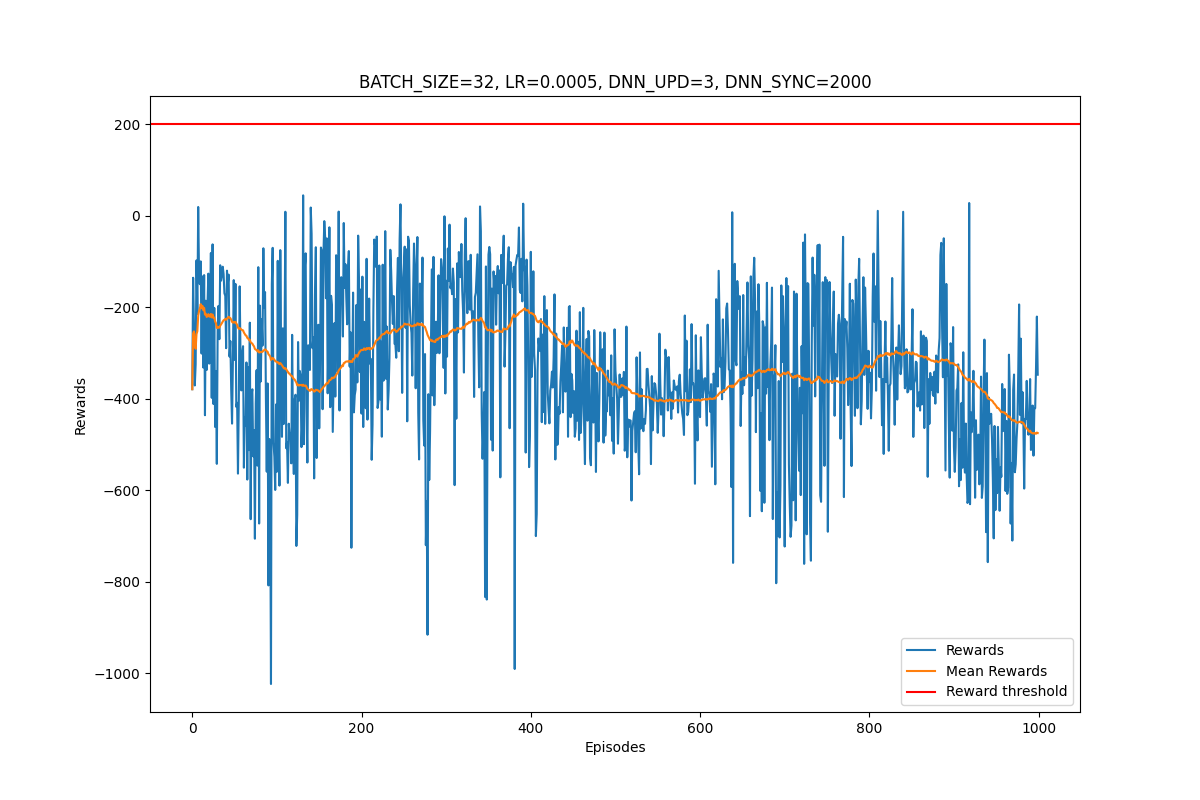 BATCH_SIZE=32, LR=0.0005, DNN_UPD=3, DNN_SYNC=2000
200
0
−200
−400
−600
−800
−1000
Rewards
0
200
400
600
800
1000
Episodes
Rewards
Mean Rewards
Reward threshold